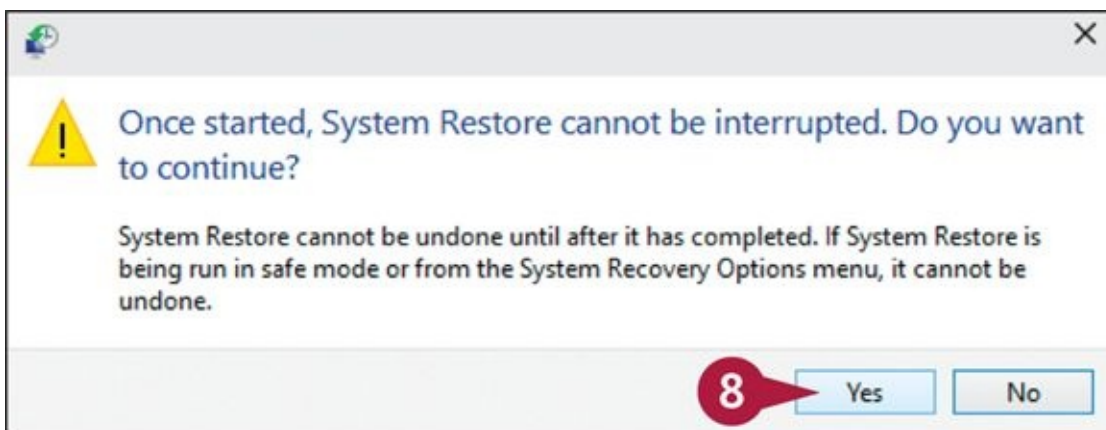 Once started, System Restore cannot be interrupted. Do you want
to continue?
System Restore cannot be undone until after it has completed. If System Restore is
being run in safe mode or from the System Recovery Options menu, it cannot be
undone.
8 Yes No